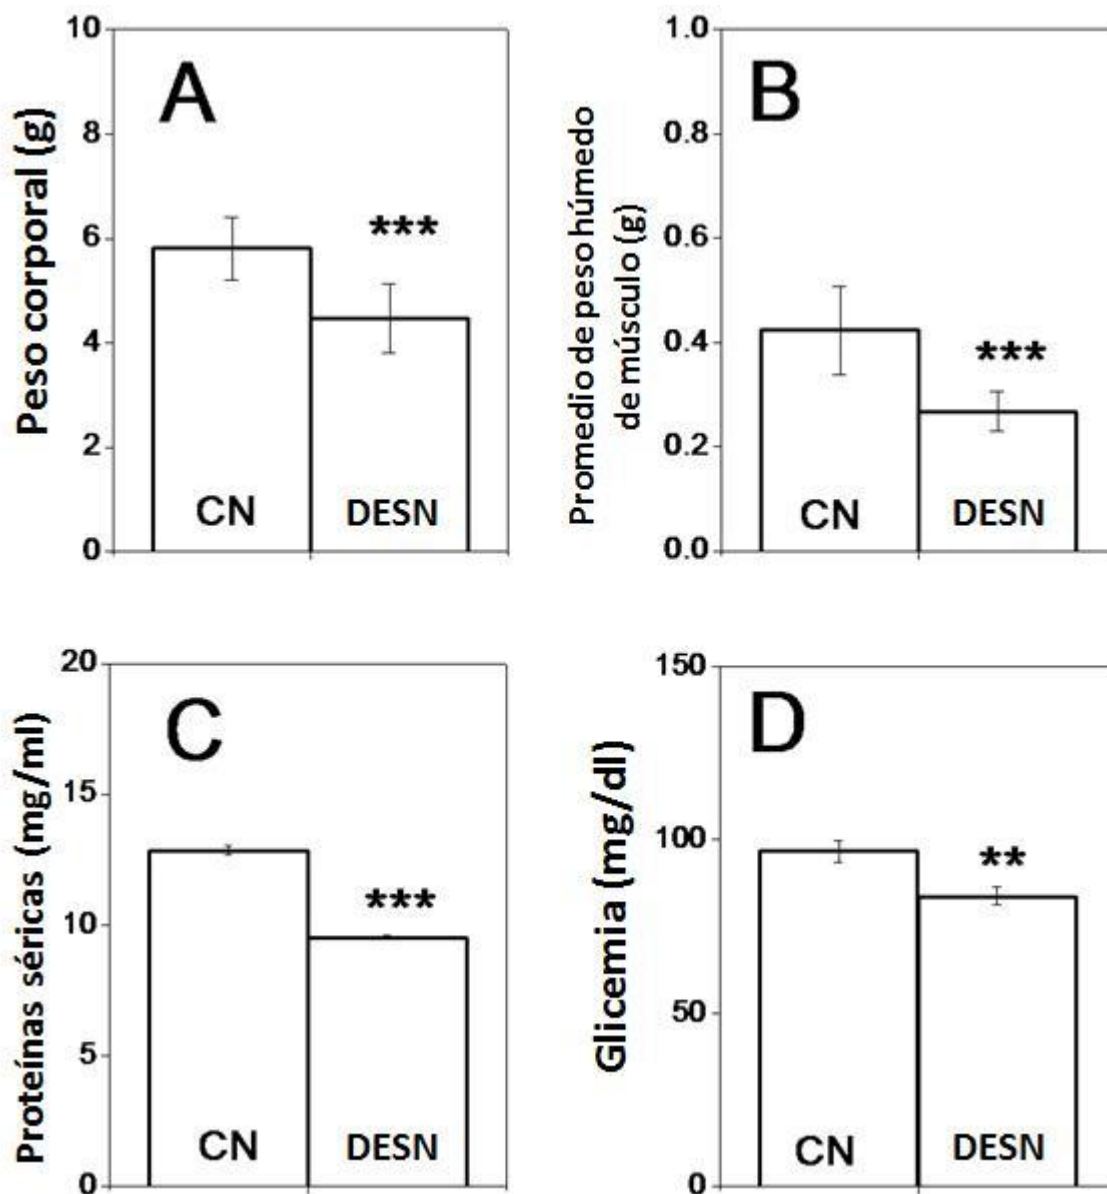 A
Peso corporal (g)
10
8
6
4
2
0
***
CN
DESN
B
Promedio de peso húmedo
de músculo (g)
1.0
0.8
0.6
0.4
0.2
0.0
***
CN
DESN
C
Proteínas séricas (mg/ml)
20
15
10
5
0
***
CN
DESN
D
Glicemia (mg/dl)
150
100
50
0
**
CN
DESN